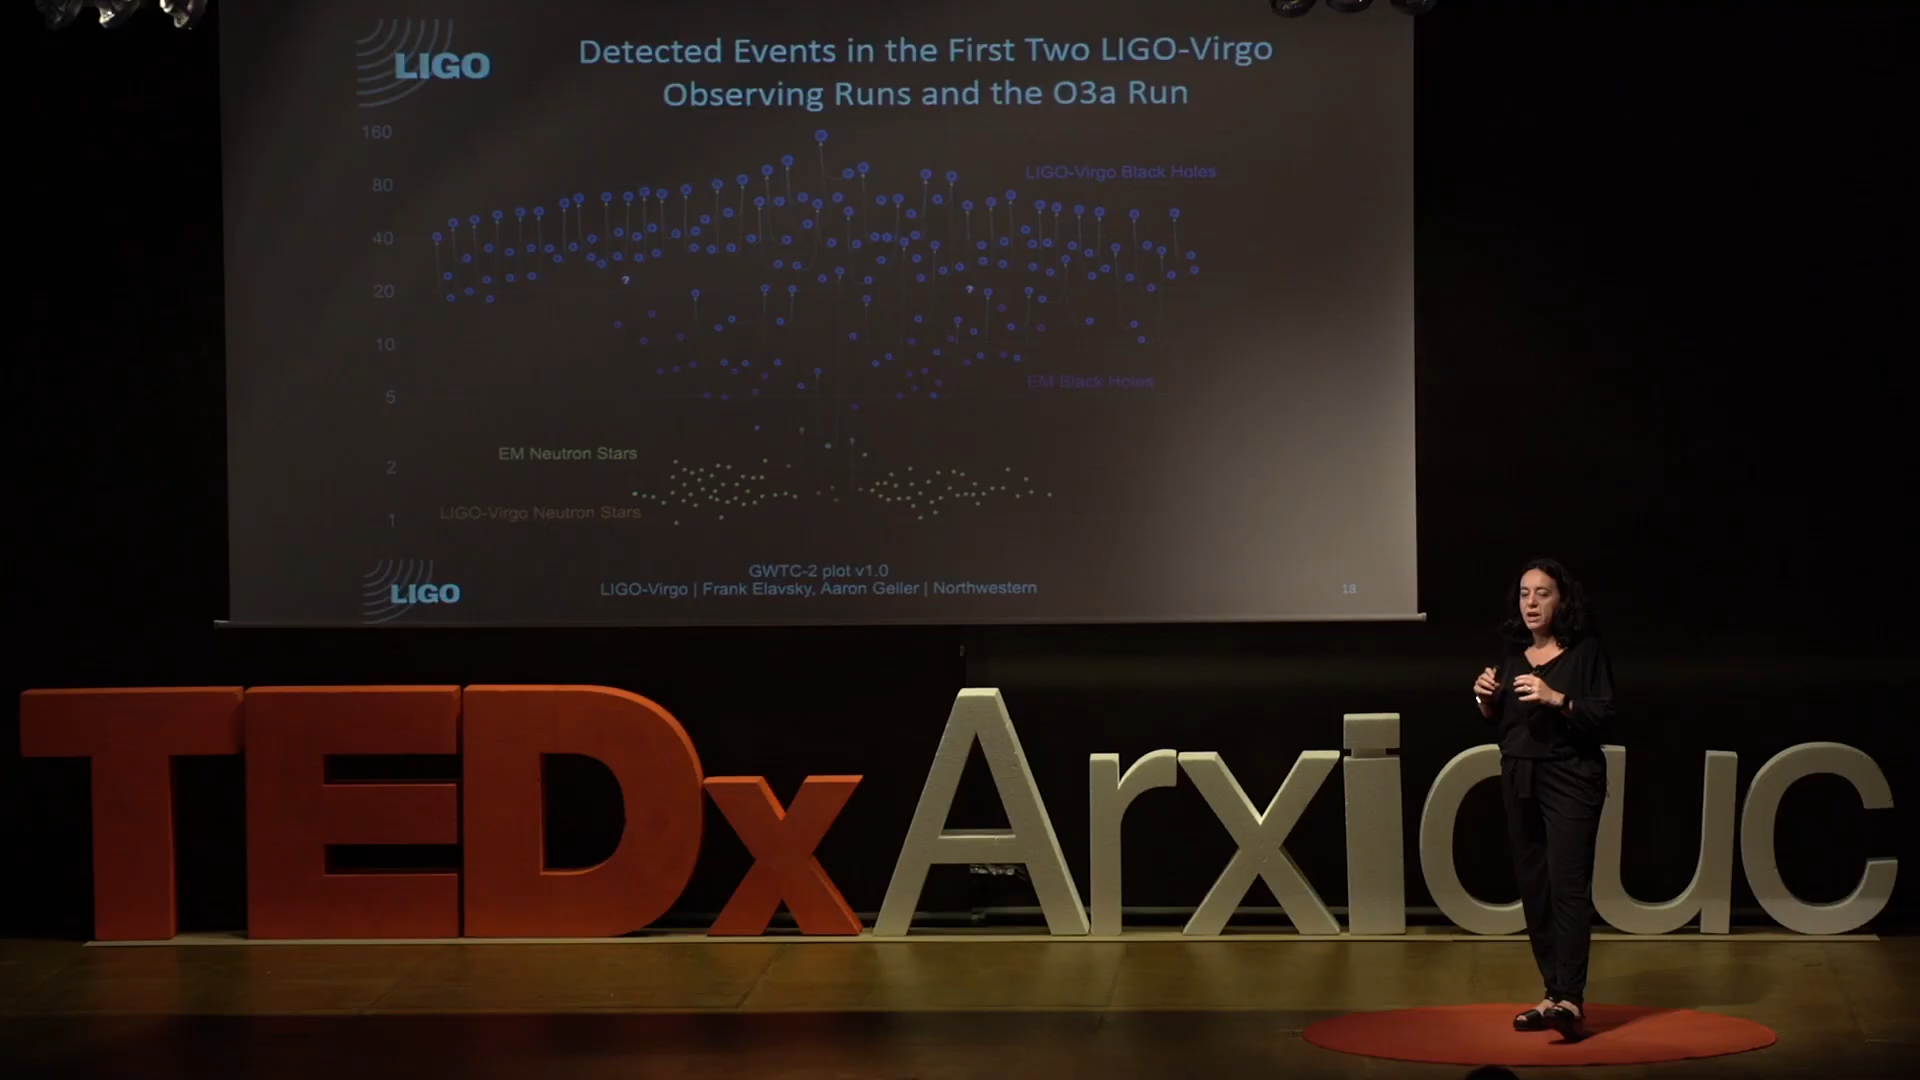 LIGO
Detected Events in the First Two LIGO-Virgo
Observing Runs and the O3a Run
160
80
40
20
10
5
2
1
LIGO-Virgo Black Holes
EM Black Holes
EM Neutron Stars
LIGO-Virgo Neutron Stars
?
?
GWTC-2 plot v1.0
LIGO-Virgo | Frank Elavsky, Aaron Geller | Northwestern
LIGO
18
TEDxArxiduc